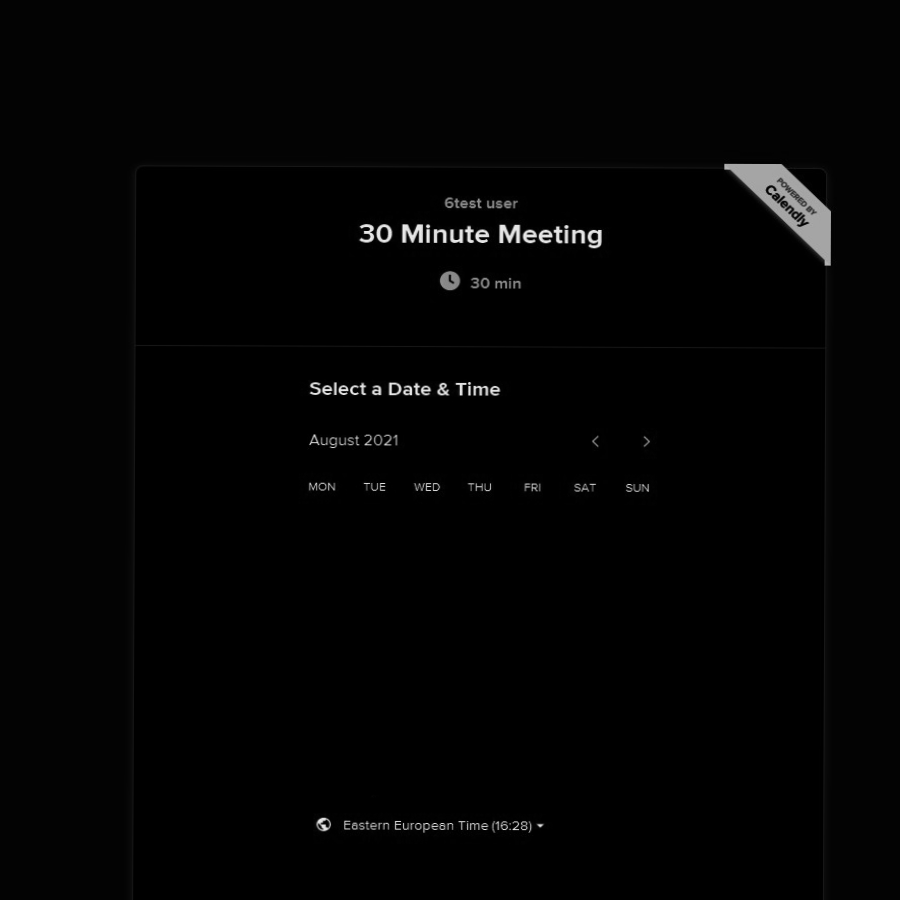 POWERED BY
Calendly
6test user
30 Minute Meeting
30 min
Select a Date & Time
August 2021
MON TUE WED THU FRI SAT SUN
Eastern European Time (16:28)